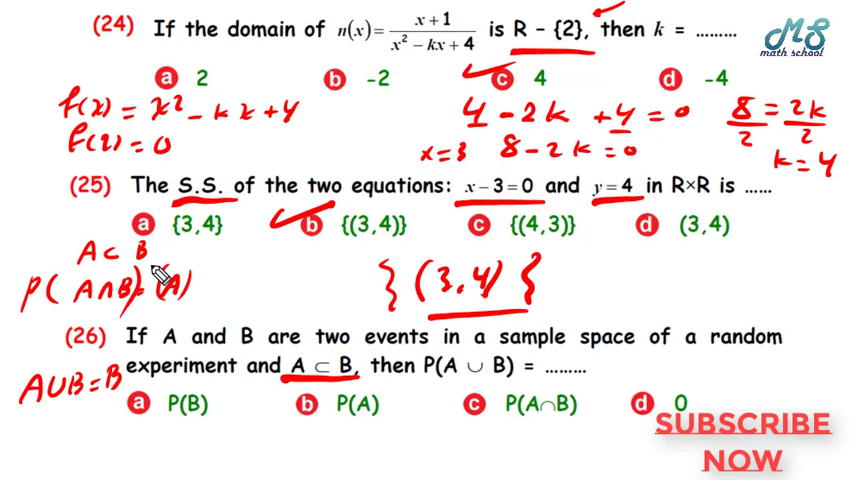 (24) If the domain of n(x) = x + 1 / x² − kx + 4 is R - {2}, then k = .........
MS
math school
a 2 b -2 c 4 d -4
f(x) = x² - kx + 4
f(2) = 0
4 - 2k + 4 = 0
x = 3 8 - 2k = 0
8/2 = 2k/2
k = 4
(25) The S.S. of the two equations: x − 3 = 0 and y = 4 in R×R is ......
a {3,4} b {(3,4)} c {(4,3)} d (3,4)
A ⊂ B
P(A∩B) = (A)
{(3,4)}
(26) If A and B are two events in a sample space of a random
experiment and A ⊂ B, then P(A ∪ B) = .........
A∪B = B
a P(B) b P(A) c P(A∩B) d 0
SUBSCRIBE
NOW